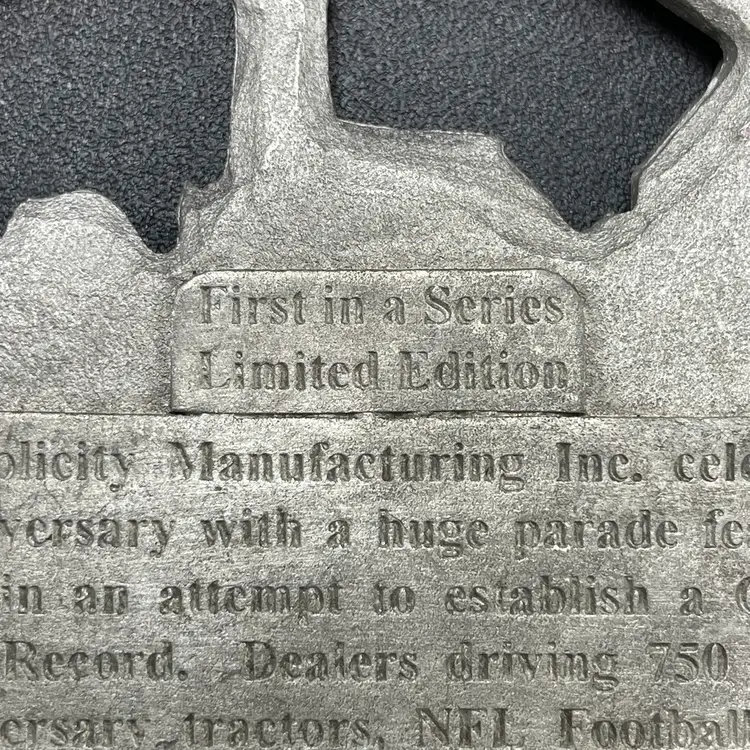 First in a Series
Limited Edition
plicity Manufacturing Inc. cele
versary with a huge parade fe
in an attempt to establish a G
Record. Dealers driving 750
ersary tractors, NFL Football